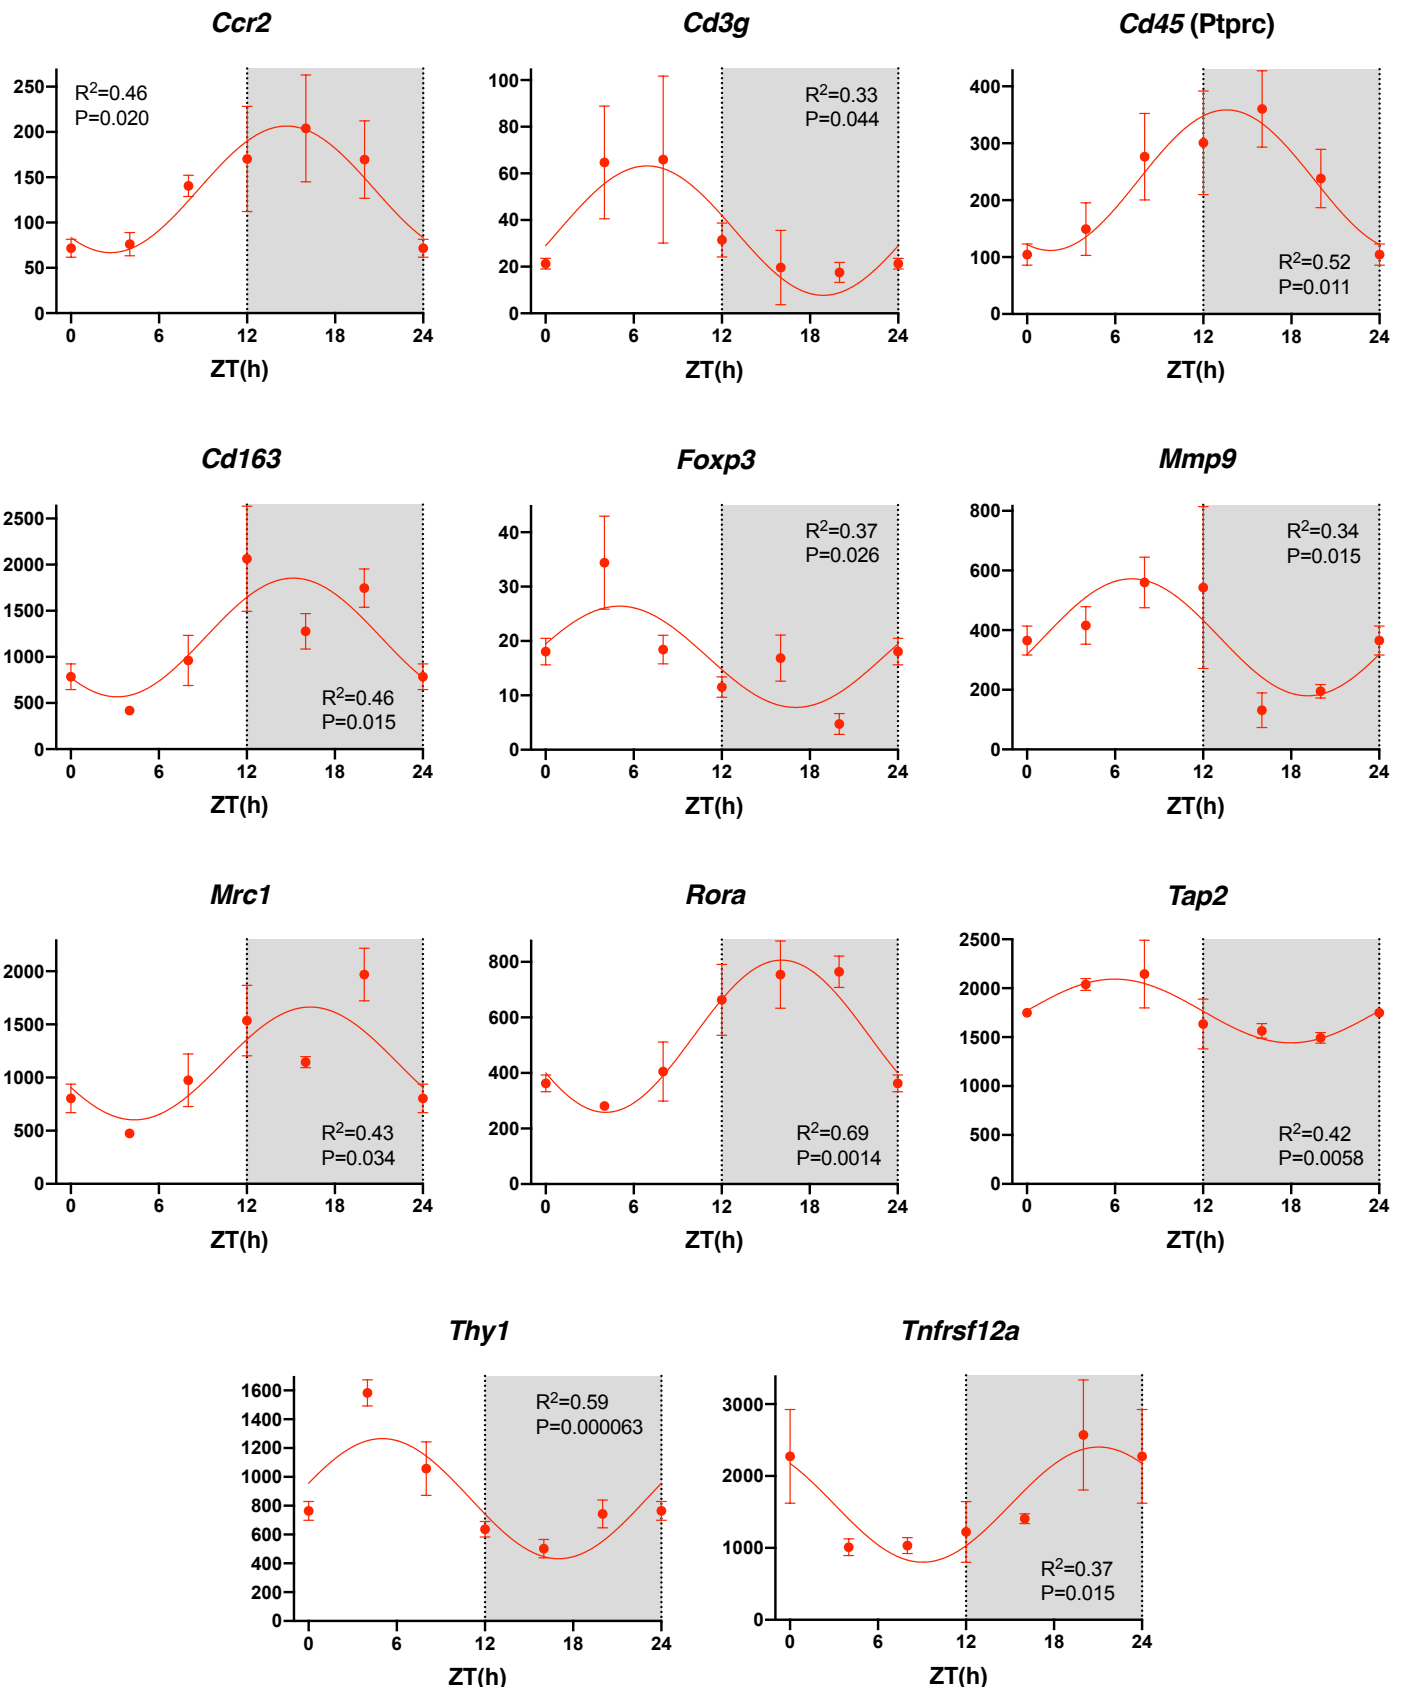 Ccr2
Cd3g
Cd45 (Ptprc)
250
200
150
100
50
0
R²=0.46
P=0.020
0 6 12 18 24
ZT(h)
100
80
60
40
20
0
R²=0.33
P=0.044
0 6 12 18 24
ZT(h)
400
300
200
100
0
R²=0.52
P=0.011
0 6 12 18 24
ZT(h)
Cd163
Foxp3
Mmp9
2500
2000
1500
1000
500
0
R²=0.46
P=0.015
0 6 12 18 24
ZT(h)
40
30
20
10
0
R²=0.37
P=0.026
0 6 12 18 24
ZT(h)
800
600
400
200
0
R²=0.34
P=0.015
0 6 12 18 24
ZT(h)
Mrc1
Rora
Tap2
2000
1500
1000
500
0
R²=0.43
P=0.034
0 6 12 18 24
ZT(h)
800
600
400
200
0
R²=0.69
P=0.0014
0 6 12 18 24
ZT(h)
2500
2000
1500
1000
500
0
R²=0.42
P=0.0058
0 6 12 18 24
ZT(h)
Thy1
Tnfrsf12a
1600
1400
1200
1000
800
600
400
200
0
R²=0.59
P=0.000063
0 6 12 18 24
ZT(h)
3000
2000
1000
0
R²=0.37
P=0.015
0 6 12 18 24
ZT(h)